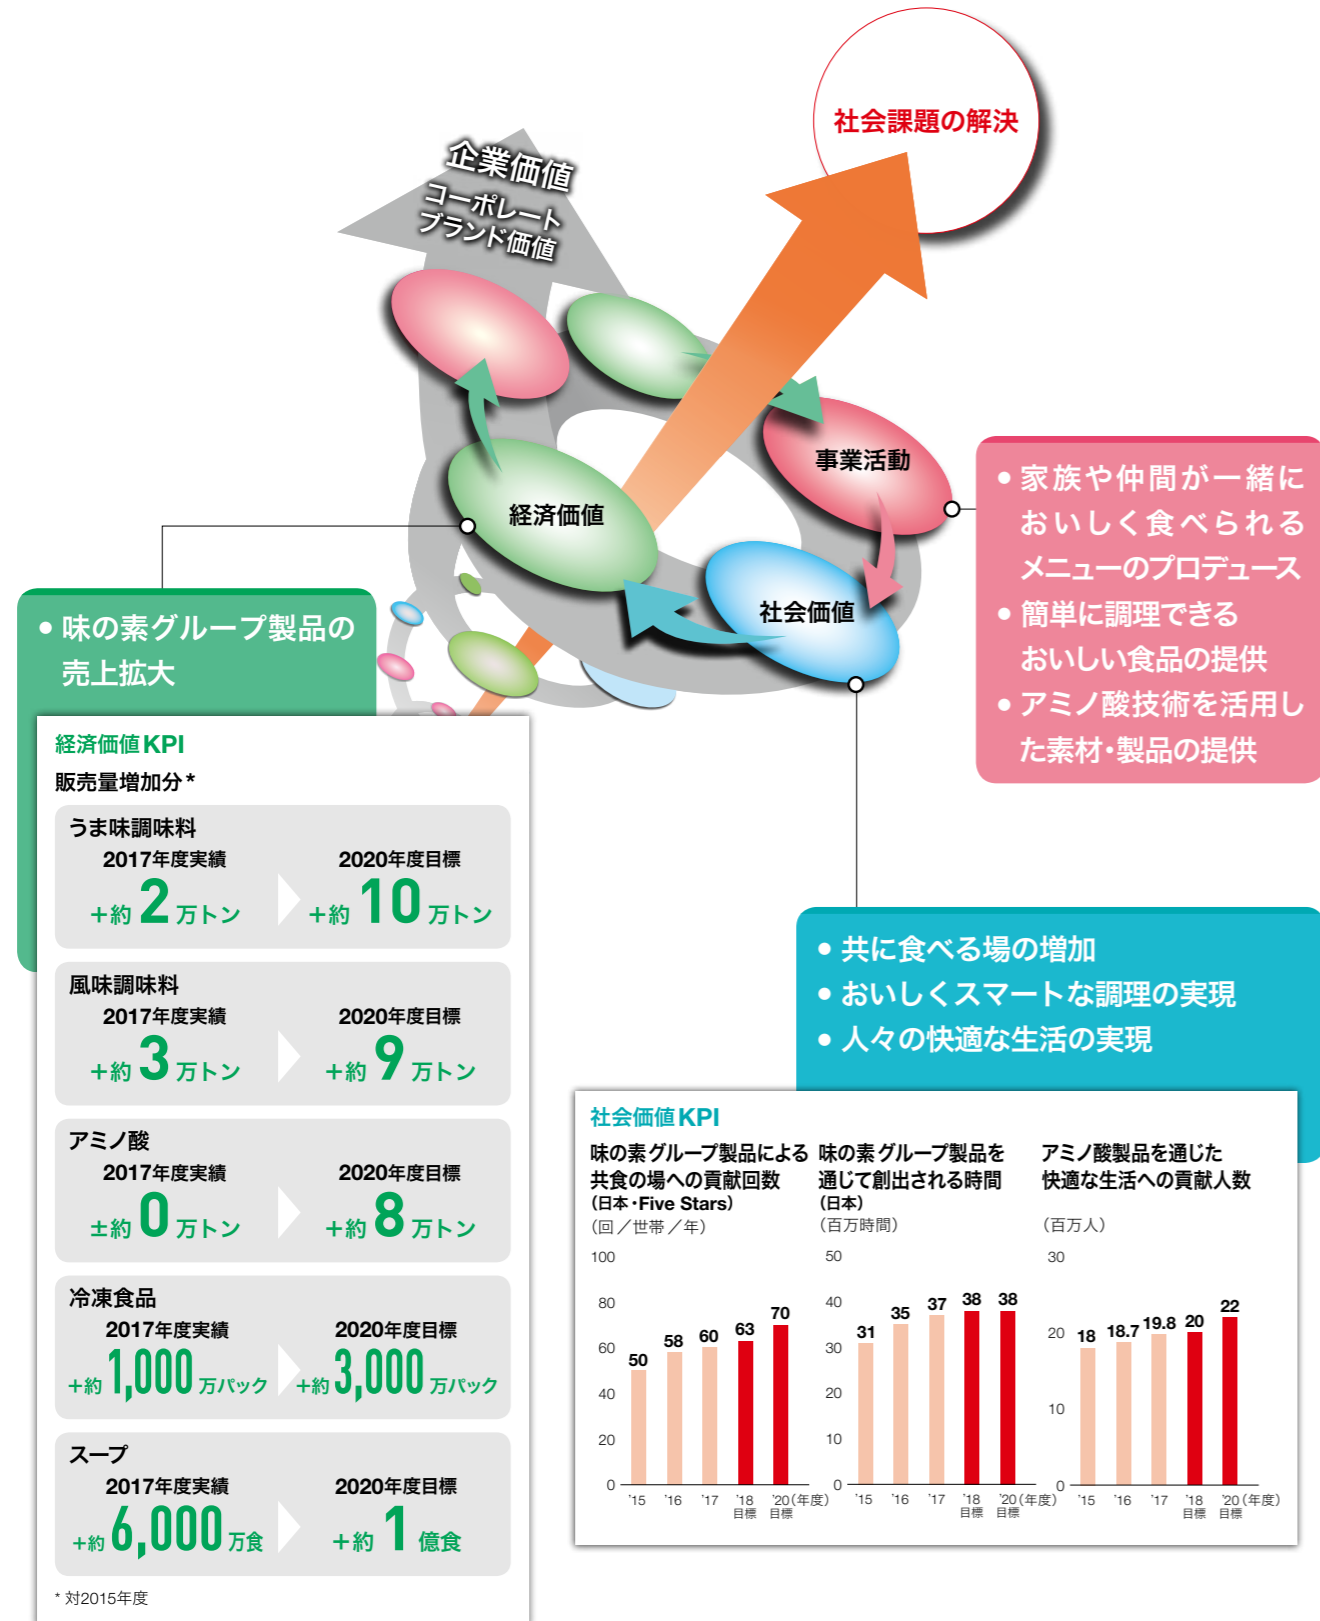 社会課題の解決
企業価値
コーポレート
ブランド価値
事業活動
経済価値
社会価値
• 家族や仲間が一緒に
おいしく食べられる
メニューのプロデュース
• 簡単に調理できる
おいしい食品の提供
• アミノ酸技術を活用し
た素材・製品の提供
• 味の素グループ製品の
売上拡大
経済価値KPI
販売量増加分*
うま味調味料
2017年度実績 2020年度目標
+約2万トン +約10万トン
風味調味料
2017年度実績 2020年度目標
+約3万トン +約9万トン
アミノ酸
2017年度実績 2020年度目標
±約0万トン +約8万トン
冷凍食品
2017年度実績 2020年度目標
+約1,000万パック +約3,000万パック
スープ
2017年度実績 2020年度目標
+約6,000万食 +約1億食
* 対2015年度
• 共に食べる場の増加
• おいしくスマートな調理の実現
• 人々の快適な生活の実現
社会価値KPI
味の素グループ製品による
共食の場への貢献回数
(日本・Five Stars)
(回/世帯/年)
100
80
60
40
20
0
50 58 60 63 70
'15 '16 '17 '18 '20(年度)
目標 目標
味の素グループ製品を
通じて創出される時間
(日本)
(百万時間)
50
40
30
20
10
0
31 35 37 38 38
'15 '16 '17 '18 '20(年度)
目標 目標
アミノ酸製品を通じた
快適な生活への貢献人数
(百万人)
30
20
10
0
18 18.7 19.8 20 22
'15 '16 '17 '18 '20(年度)
目標 目標